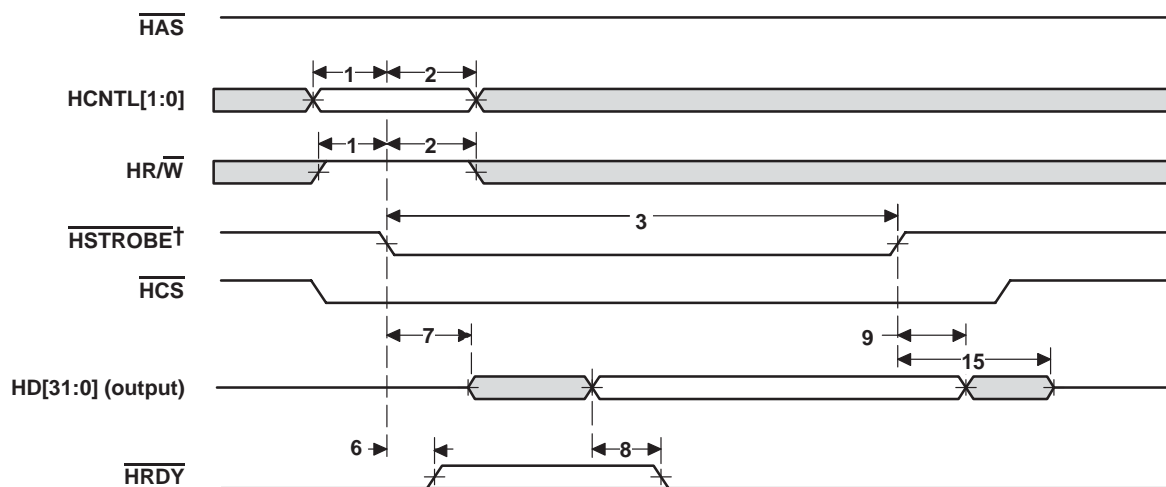 HAS
1 2
HCNTL[1:0]
1 2
HR/W
3
HSTROBE†
HCS
7 9
15
HD[31:0] (output)
6 8
HRDY